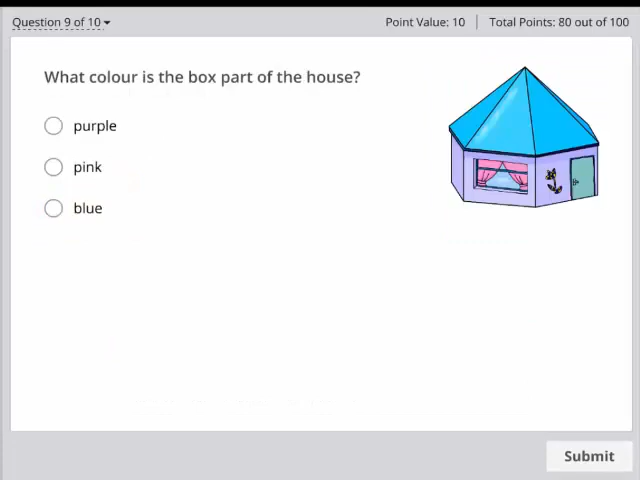 Question 9 of 10
Point Value: 10 | Total Points: 80 out of 100
What colour is the box part of the house?
purple
pink
blue
Submit